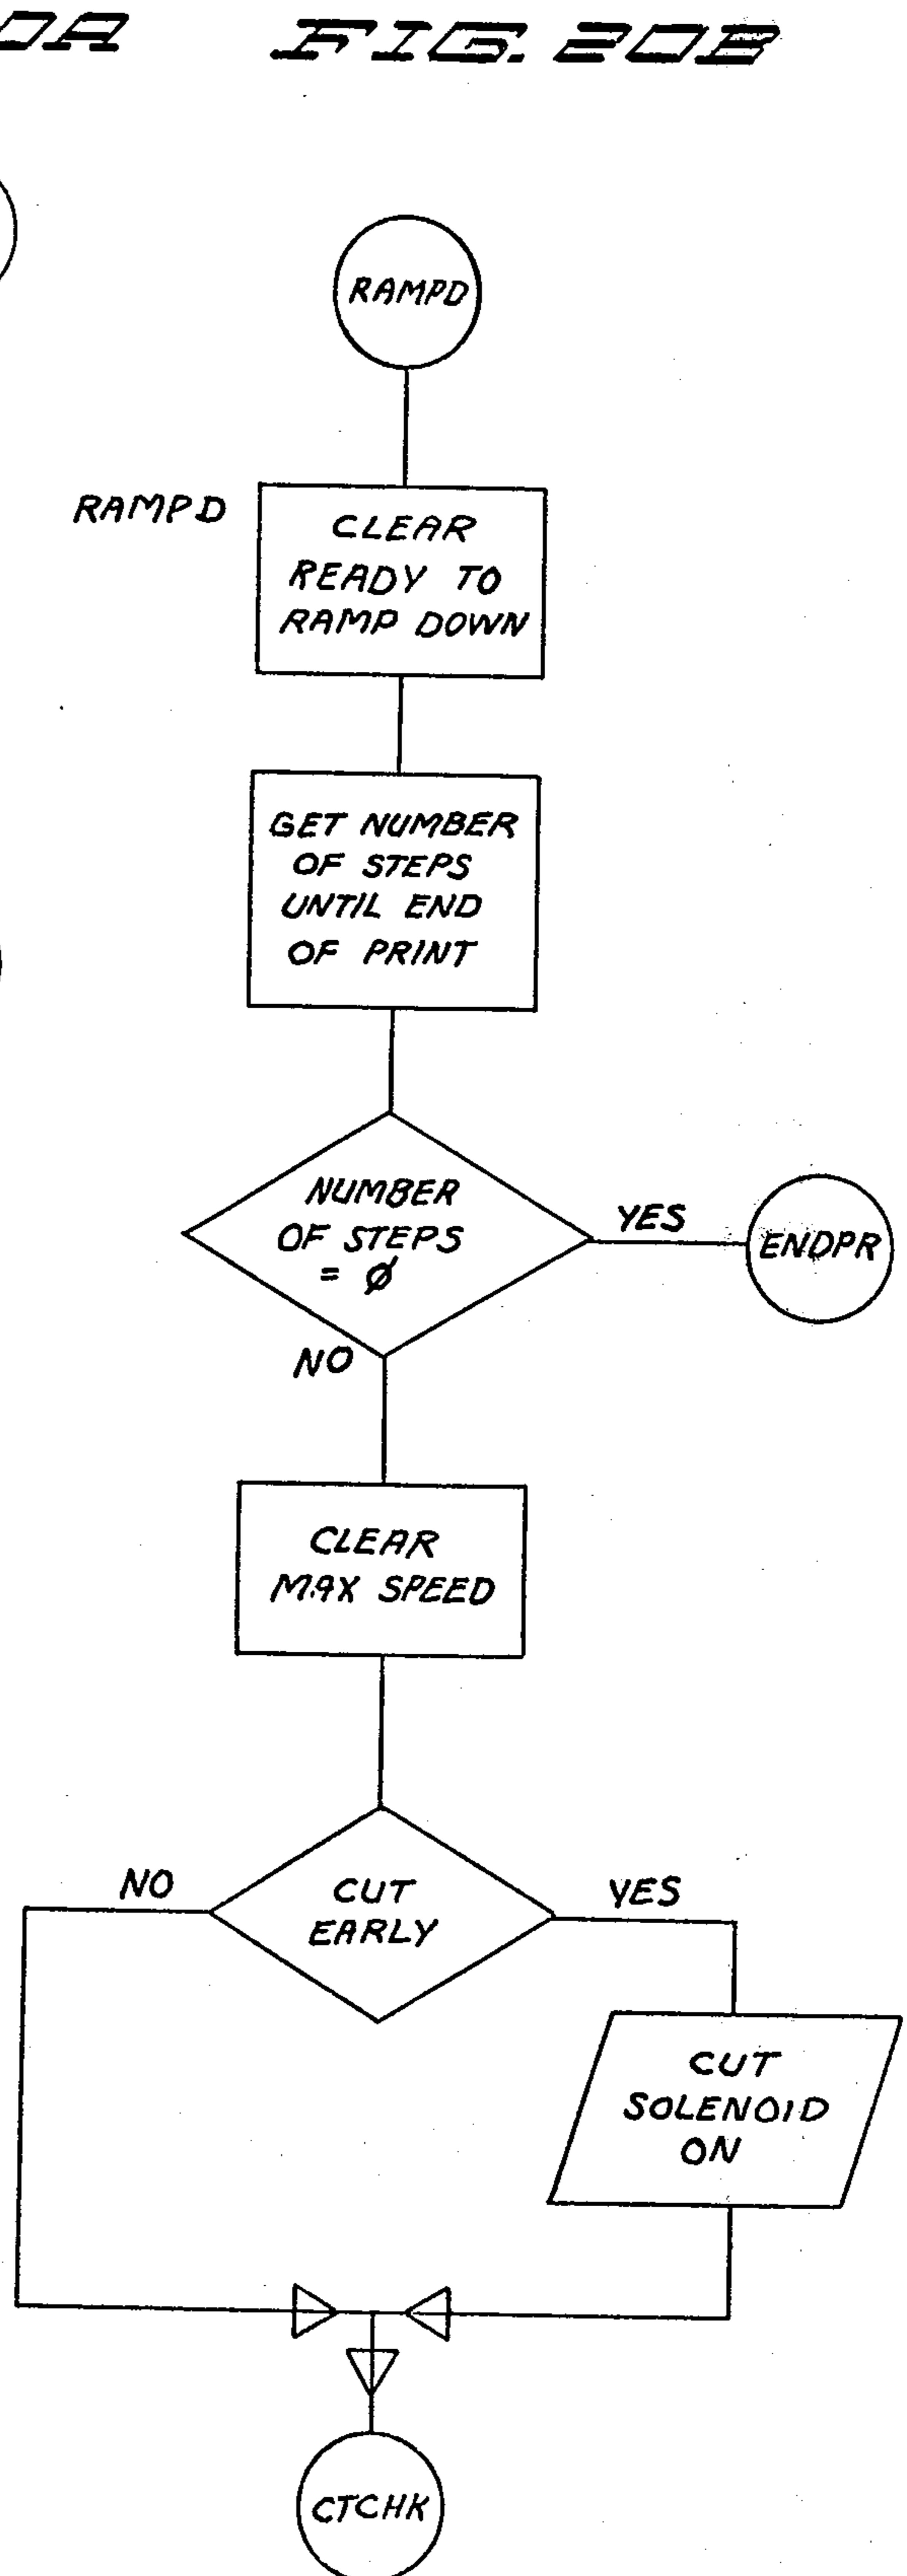 0A FIG. 20B
RAMPD
RAMPD
CLEAR
READY TO
RAMP DOWN
GET NUMBER
OF STEPS
UNTIL END
OF PRINT
NUMBER
OF STEPS
= Ø
YES
ENDPR
NO
CLEAR
MAX SPEED
NO
CUT
EARLY
YES
CUT
SOLENOID
ON
CTCHK